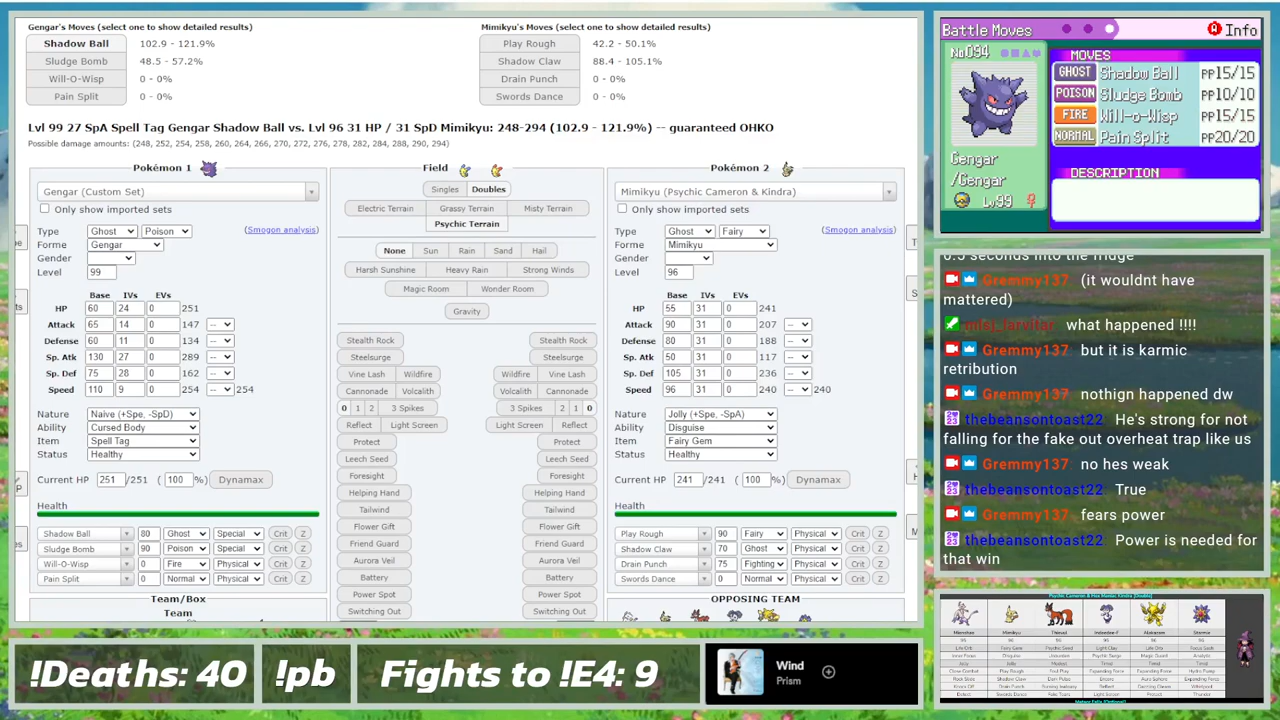 Gengar's Moves (select one to show detailed results)
Shadow Ball 102.9 - 121.9%
Sludge Bomb 48.5 - 57.2%
Will-O-Wisp 0 - 0%
Pain Split 0 - 0%
Mimikyu's Moves (select one to show detailed results)
Play Rough 42.2 - 50.1%
Shadow Claw 88.4 - 105.1%
Drain Punch 0 - 0%
Swords Dance 0 - 0%
Lvl 99 27 SpA Spell Tag Gengar Shadow Ball vs. Lvl 96 31 HP / 31 SpD Mimikyu: 248-294 (102.9 - 121.9%) -- guaranteed OHKO
Possible damage amounts: (248, 252, 254, 258, 260, 264, 266, 270, 272, 276, 278, 282, 284, 288, 290, 294)
Pokémon 1
Gengar (Custom Set)
Only show imported sets
Type Ghost Poison (Smogon analysis)
Forme Gengar
Gender
Level 99
Base IVs EVs
HP 60 24 0 251
Attack 65 14 0 147 --
Defense 60 11 0 134 --
Sp. Atk 130 27 0 289 --
Sp. Def 75 28 0 162 --
Speed 110 9 0 254 -- 254
Nature Naive (+Spe, -SpD)
Ability Cursed Body
Item Spell Tag
Status Healthy
Current HP 251 /251 ( 100 %) Dynamax
Health
Shadow Ball 80 Ghost Special Crit Z
Sludge Bomb 90 Poison Special Crit Z
Will-O-Wisp 0 Fire Physical Crit Z
Pain Split 0 Normal Physical Crit Z
Team/Box
Team
Field
Singles Doubles
Electric Terrain Grassy Terrain Misty Terrain
Psychic Terrain
None Sun Rain Sand Hail
Harsh Sunshine Heavy Rain Strong Winds
Magic Room Wonder Room
Gravity
Stealth Rock Stealth Rock
Steelsurge Steelsurge
Vine Lash Wildfire Wildfire Vine Lash
Cannonade Volcalith Volcalith Cannonade
0 1 2 3 Spikes 3 Spikes 2 1 0
Reflect Light Screen Light Screen Reflect
Protect Protect
Leech Seed Leech Seed
Foresight Foresight
Helping Hand Helping Hand
Tailwind Tailwind
Flower Gift Flower Gift
Friend Guard Friend Guard
Aurora Veil Aurora Veil
Battery Battery
Power Spot Power Spot
Switching Out Switching Out
Pokémon 2
Mimikyu (Psychic Cameron & Kindra)
Only show imported sets
Type Ghost Fairy (Smogon analysis)
Forme Mimikyu
Gender
Level 96
Base IVs EVs
HP 55 31 0 241
Attack 90 31 0 207 --
Defense 80 31 0 188 --
Sp. Atk 50 31 0 117 --
Sp. Def 105 31 0 236 --
Speed 96 31 0 240 -- 240
Nature Jolly (+Spe, -SpA)
Ability Disguise
Item Fairy Gem
Status Healthy
Current HP 241 /241 ( 100 %) Dynamax
Health
Play Rough 90 Fairy Physical Crit Z
Shadow Claw 70 Ghost Physical Crit Z
Drain Punch 75 Fighting Physical Crit Z
Swords Dance 0 Normal Physical Crit Z
OPPOSING TEAM
Battle Moves A Info
No094
MOVES
GHOST Shadow Ball PP15/15
POISON Sludge Bomb PP10/10
FIRE Will-o-Wisp PP15/15
NORMAL Pain Split PP20/20
Gengar
/Gengar
Lv99 ♀
DESCRIPTION
0.5 seconds into the fridge
Gremmy137 (it wouldnt have
mattered)
what happened !!!!
Gremmy137 but it is karmic
retribution
Gremmy137 nothign happened dw
thebeansontoast22 He's strong for not
falling for the fake out overheat trap like us
Gremmy137 no hes weak
thebeansontoast22 True
Gremmy137 fears power
thebeansontoast22 Power is needed for
that win
Psychic Cameron & Hex Maniac Kindra [Double]
Mienshao Mimikyu Thievul Indeedee-F Alakazam Starmie
!Deaths: 40 !pb Targets to !E4: 9
Wind
Prism